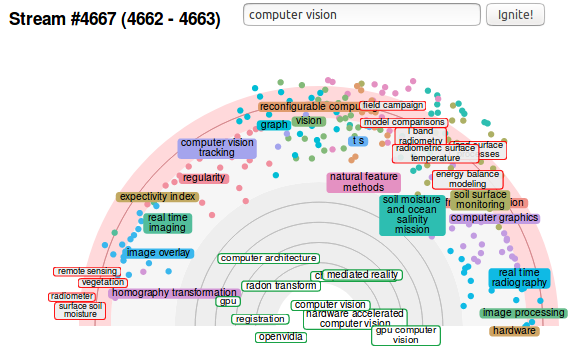 Stream #4667 (4662 - 4663)
computer vision
Ignite!
reconfigurable compu
field campaign
graph
vision
model comparisons
t s
l band
radiometry
computer vision
tracking
radiometric surface
temperature
surface
esses
regularity
natural feature
methods
energy balance
modeling
expectivity index
soil surface
monitoring
ion
soil moisture
and ocean
salinity
mission
real time
imaging
computer graphics
image overlay
computer architecture
remote sensing
mediated reality
real time
radiography
vegetation
radon transform
homography transformation
radiometer
gpu
computer vision
surface soil
moisture
registration
hardware accelerated
computer vision
image processing
openvidia
gpu computer
vision
hardware